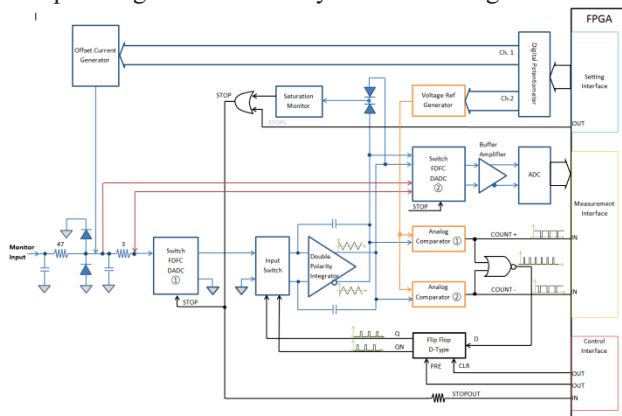 FPGA
Offset Current
Generator
Ch. 1
Digital Potentiometer
Setting
Interface
STOP
Saturation
Monitor
Voltage Ref
Generator
Ch.2
STOP1
OUT
Switch
FDFC
DADC
②
Buffer
Amplifier
ADC
Measurement
Interface
STOP
Monitor
Input
47
3
Switch
FDFC
DADC
①
Input
Switch
Double
Polarity
Integrator
Analog
Comparator ①
COUNT +
IN
Analog
Comparator ②
COUNT -
IN
STOP
Q
QN
Flip Flop
D-Type
D
PRE
CLR
Control
Interface
OUT
OUT
STOPOUT
IN